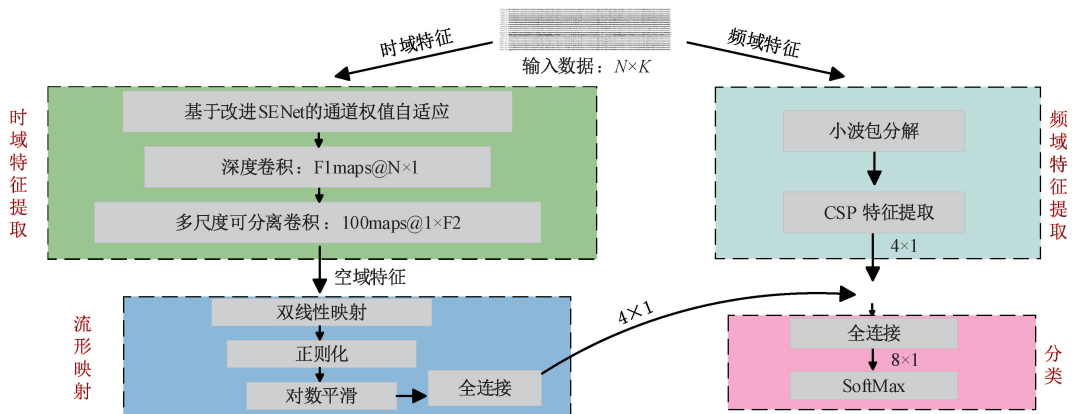 时域特征
频域特征
输入数据：N×K
时域特征提取
基于改进SENet的通道权值自适应
深度卷积：F1maps@N×1
多尺度可分离卷积：100maps@1×F2
空域特征
频域特征提取
小波包分解
CSP 特征提取
4×1
流形映射
双线性映射
正则化
对数平滑
全连接
4×1
分类
全连接
8×1
SoftMax